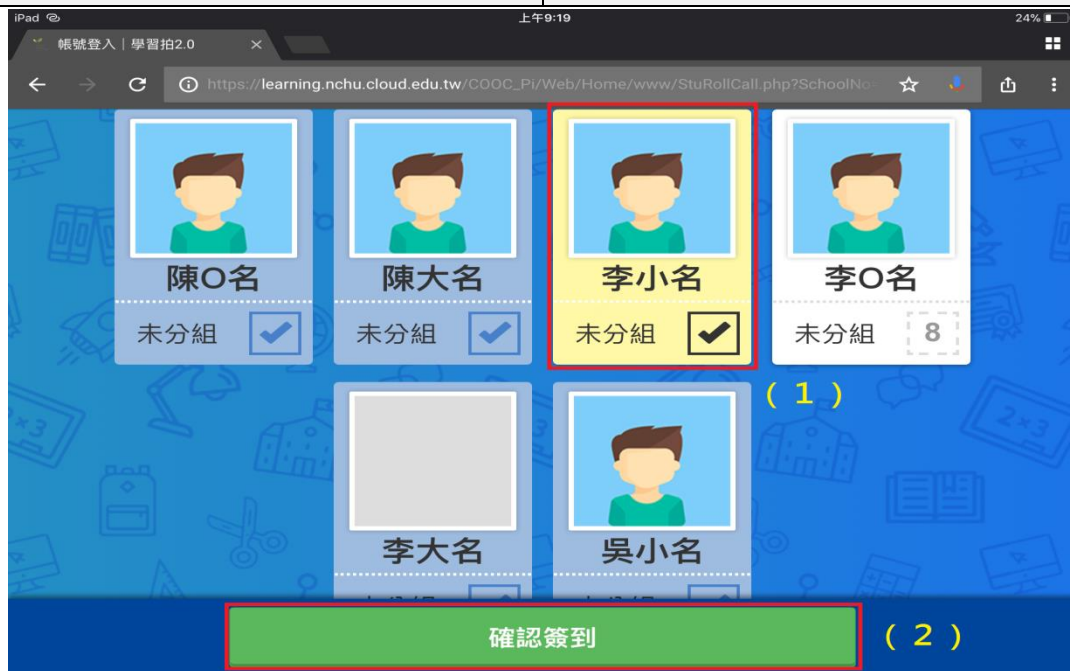 iPad 上午9:19 24%
帳號登入｜學習拍2.0
https://learning.nchu.cloud.edu.tw/COOC_Pi/Web/Home/www/StuRollCall.php?SchoolNo=
陳O名 陳大名 李小名 李O名
未分組 未分組 未分組 未分組 8
（1）
李大名 吳小名
確認簽到 （2）